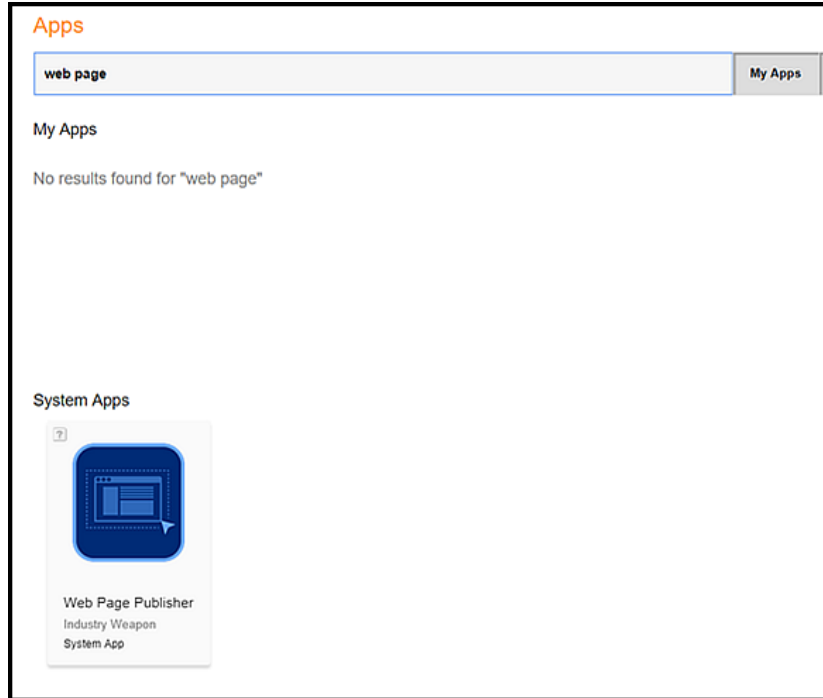 Apps
web page
My Apps
My Apps
No results found for "web page"
System Apps
?
Web Page Publisher
Industry Weapon
System App